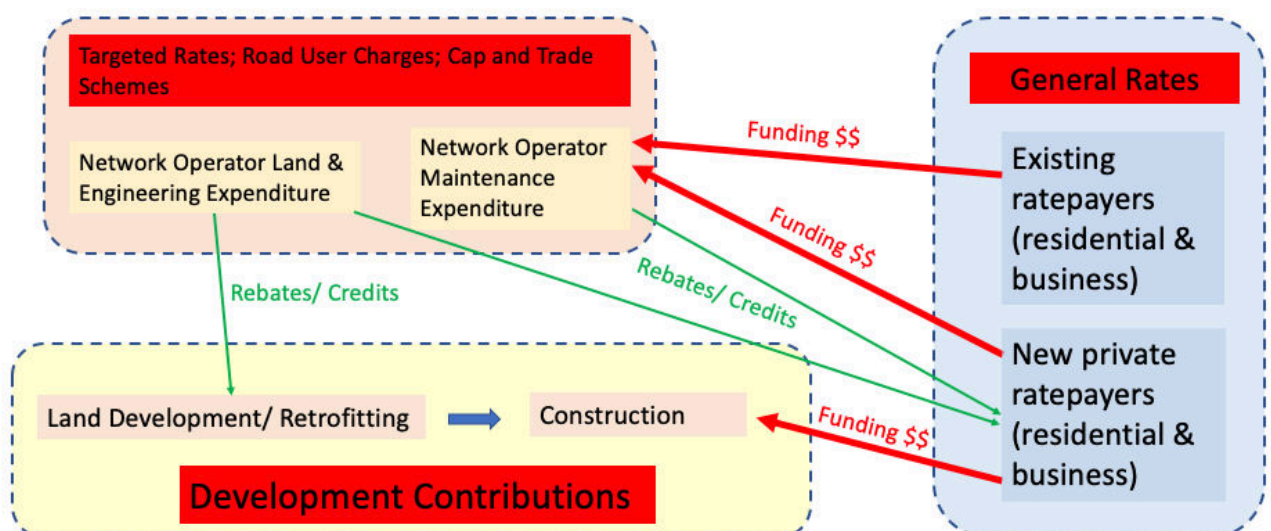 Targeted Rates; Road User Charges; Cap and Trade
Schemes
Network Operator Land &
Engineering Expenditure
Network Operator
Maintenance
Expenditure
General Rates
Existing
ratepayers
(residential &
business)
New private
ratepayers
(residential &
business)
Funding $$
Funding $$
Funding $$
Rebates/ Credits
Rebates/ Credits
Land Development/ Retrofitting
Construction
Development Contributions